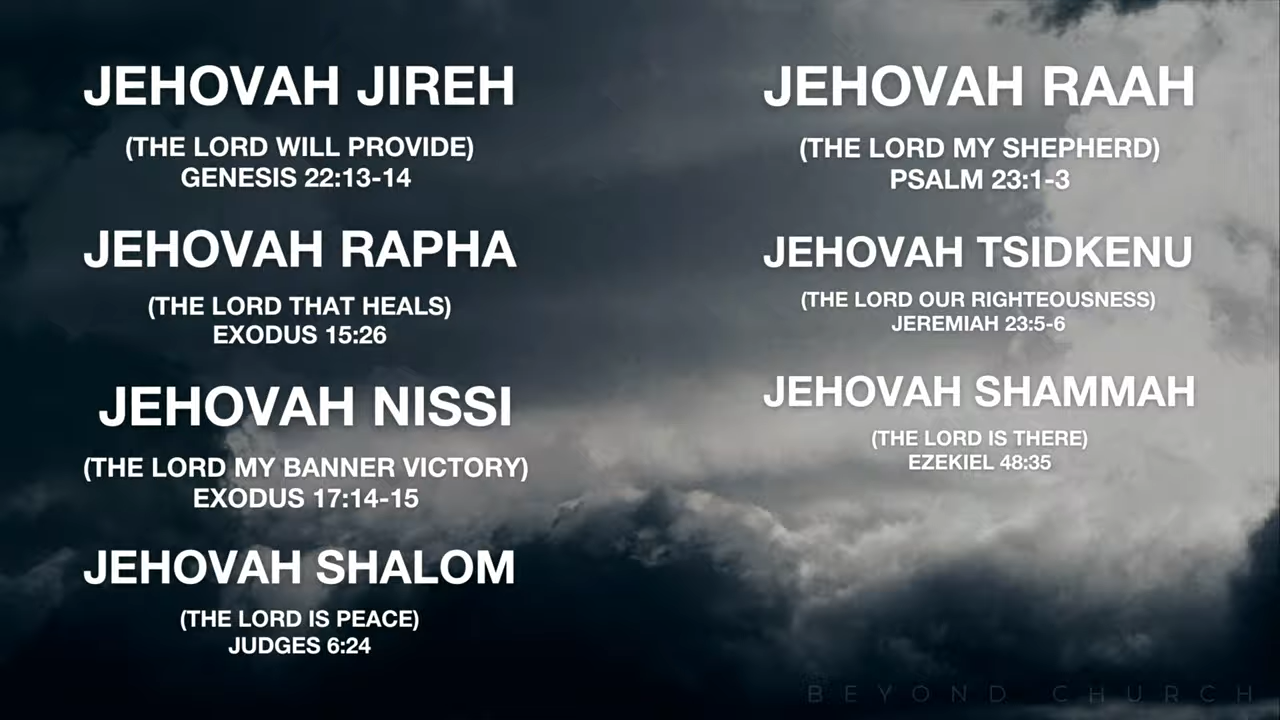 JEHOVAH JIREH
(THE LORD WILL PROVIDE)
GENESIS 22:13-14
JEHOVAH RAPHA
(THE LORD THAT HEALS)
EXODUS 15:26
JEHOVAH NISSI
(THE LORD MY BANNER VICTORY)
EXODUS 17:14-15
JEHOVAH SHALOM
(THE LORD IS PEACE)
JUDGES 6:24
JEHOVAH RAAH
(THE LORD MY SHEPHERD)
PSALM 23:1-3
JEHOVAH TSIDKENU
(THE LORD OUR RIGHTEOUSNESS)
JEREMIAH 23:5-6
JEHOVAH SHAMMAH
(THE LORD IS THERE)
EZEKIEL 48:35
BEYOND CHURCH